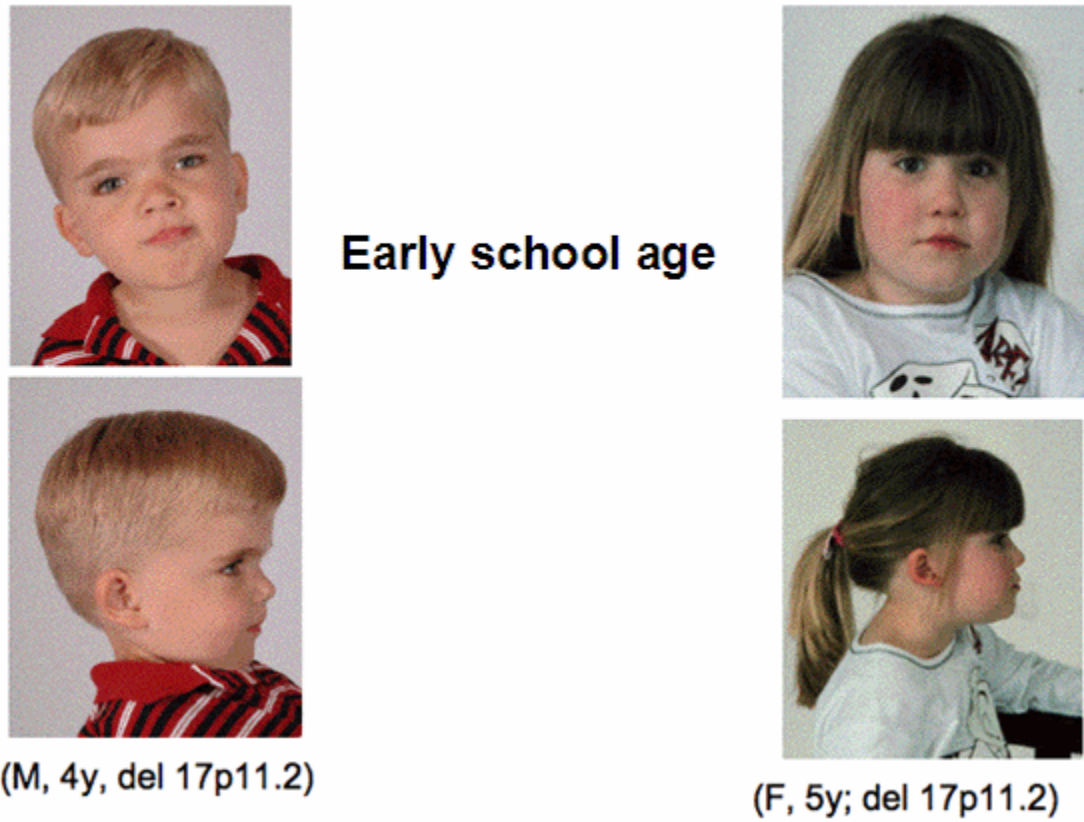 Early school age
(M, 4y, del 17p11.2)
(F, 5y; del 17p11.2)